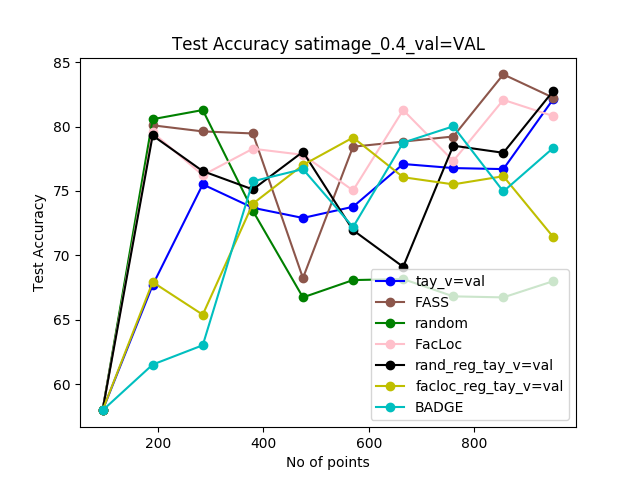 Test Accuracy satimage_0.4_val=VAL
85
80
75
70
65
60
Test Accuracy
200
400
600
800
No of points
tay_v=val
FASS
random
FacLoc
rand_reg_tay_v=val
facloc_reg_tay_v=val
BADGE